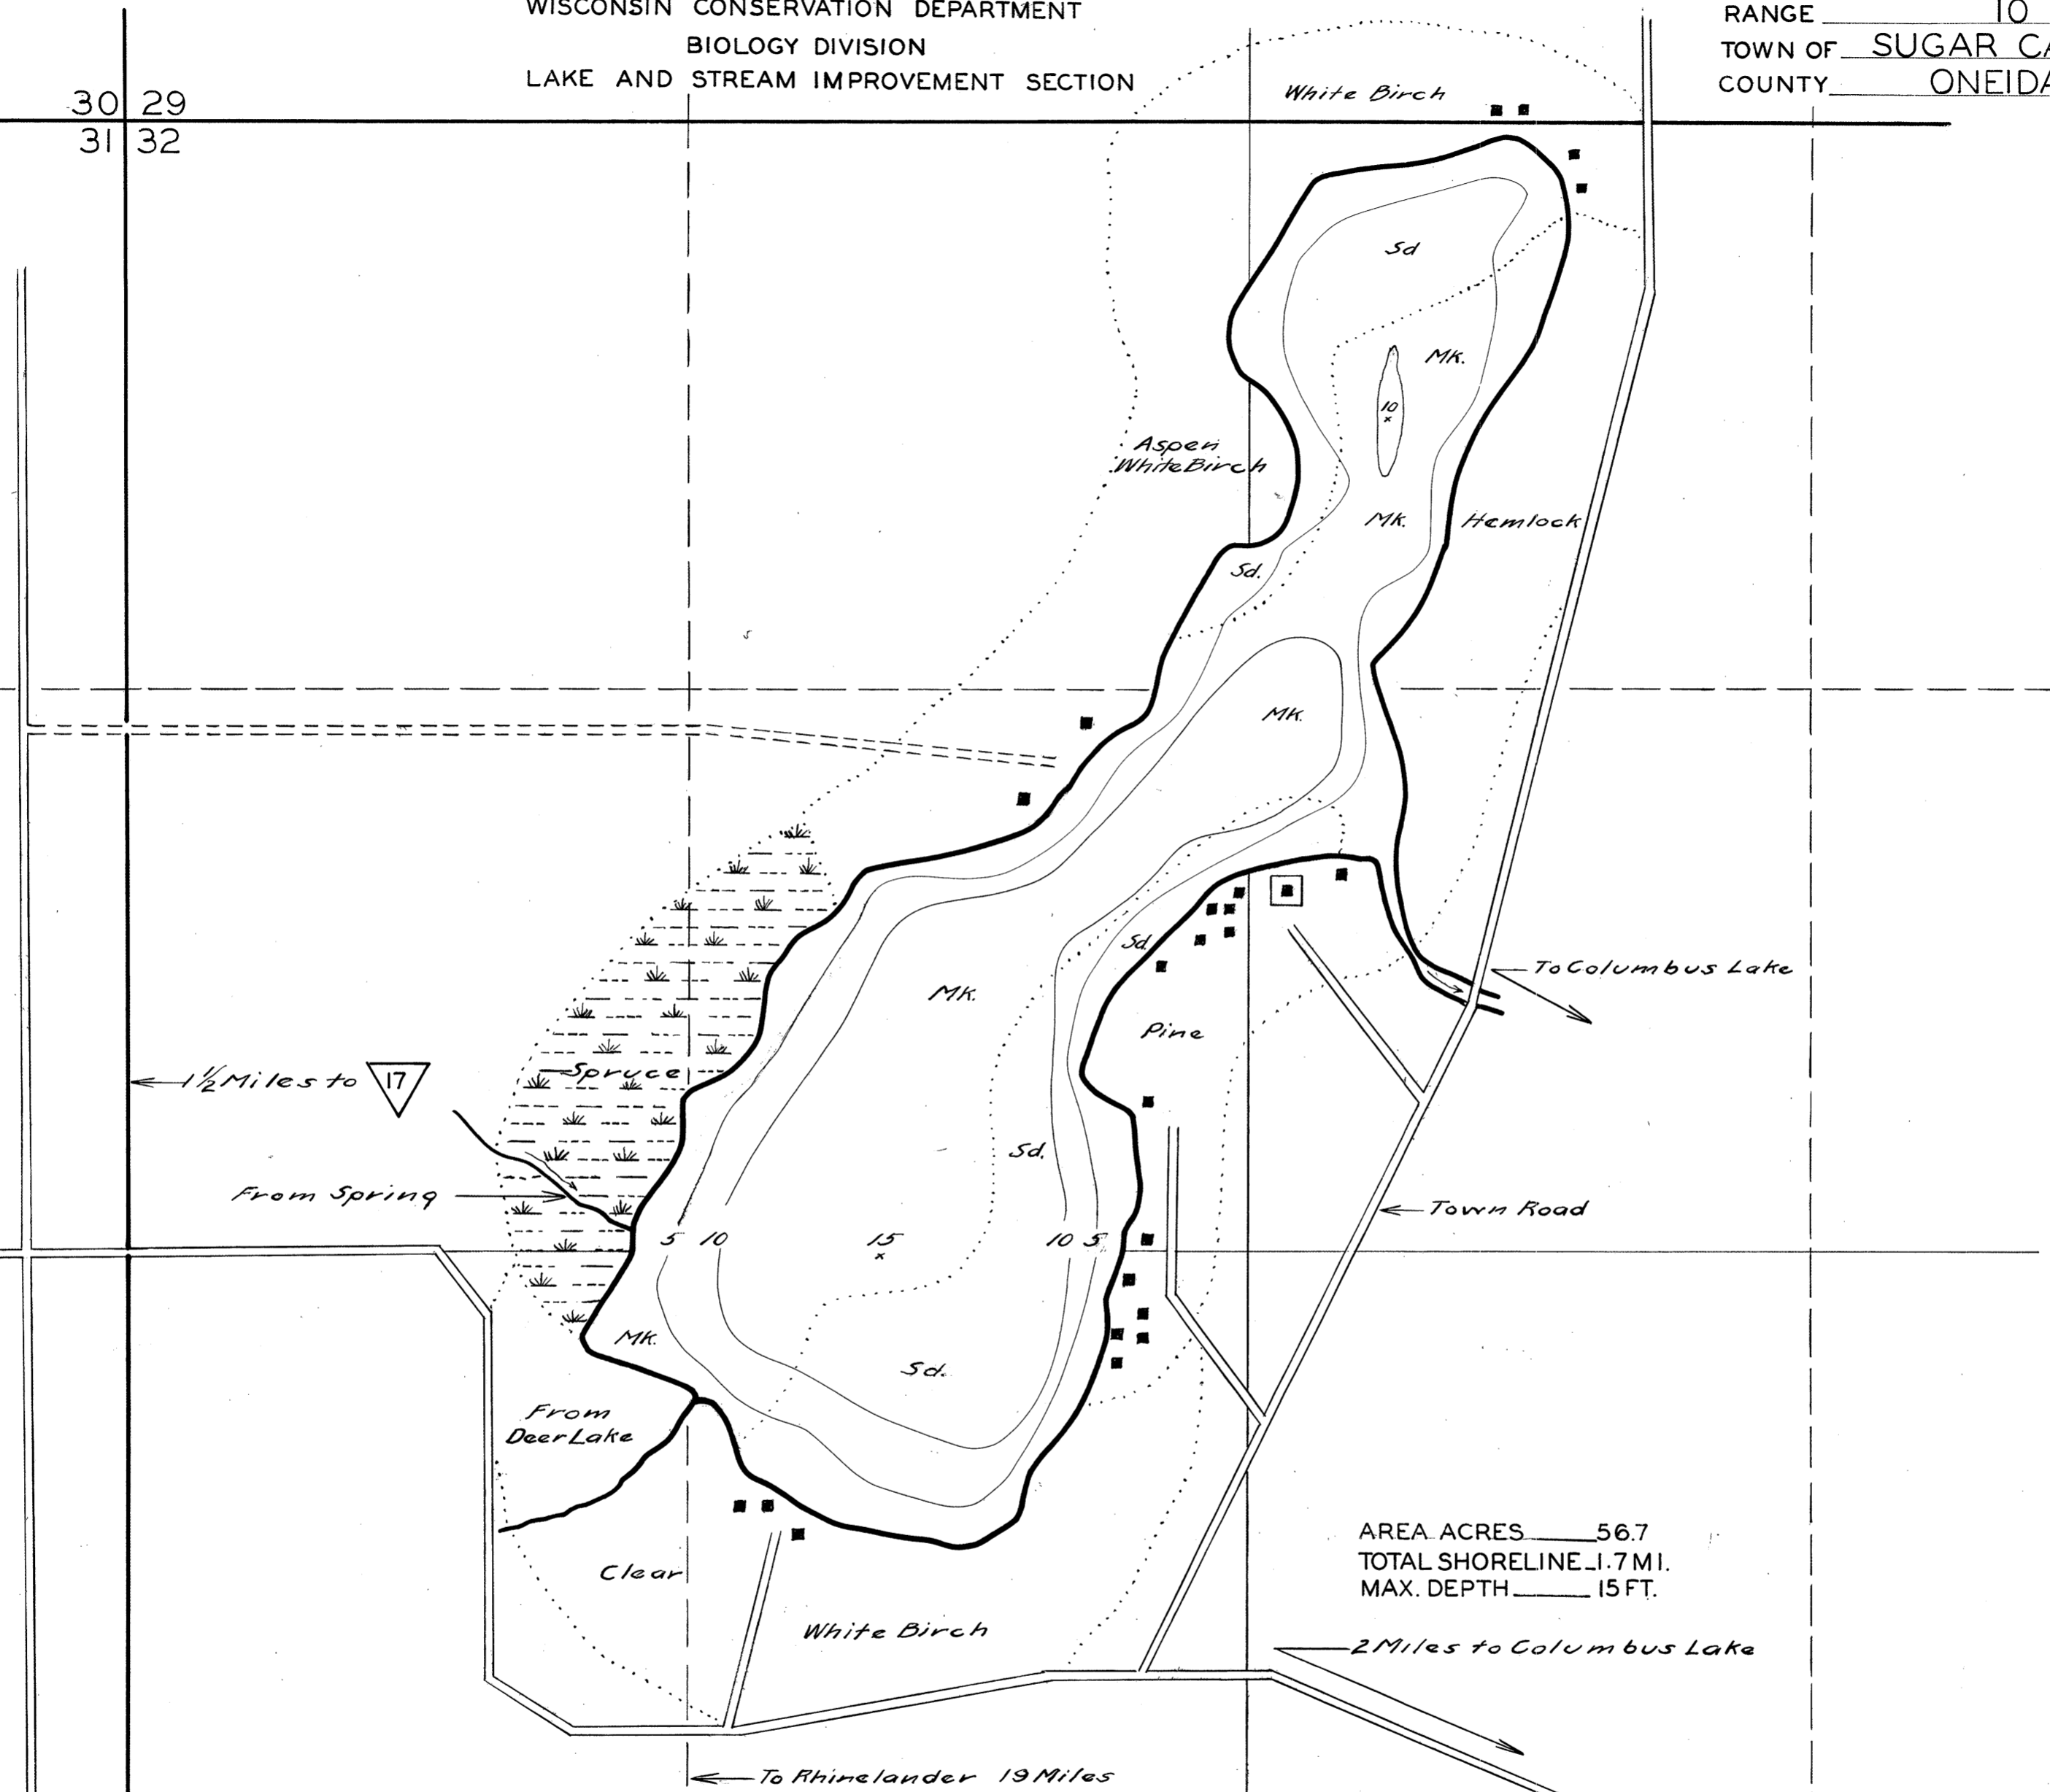 WISCONSIN CONSERVATION DEPARTMENT
BIOLOGY DIVISION
LAKE AND STREAM IMPROVEMENT SECTION
RANGE 10
TOWN OF SUGAR CA
COUNTY ONEIDA
30 29
31 32
White Birch
Sd
Mk.
10
Aspen
White Birch
Mk.
Hemlock
Sd.
Mk.
Sd.
To Columbus Lake
Mk.
Pine
Spruce
1½ Miles to 17
Sd.
From Spring
Town Road
5 10 15 10 5
Mk.
Sd.
From
Deer Lake
AREA ACRES 56.7
TOTAL SHORELINE 1.7 MI.
MAX. DEPTH 15 FT.
Clear
White Birch
2 Miles to Columbus Lake
To Rhinelander 19 Miles